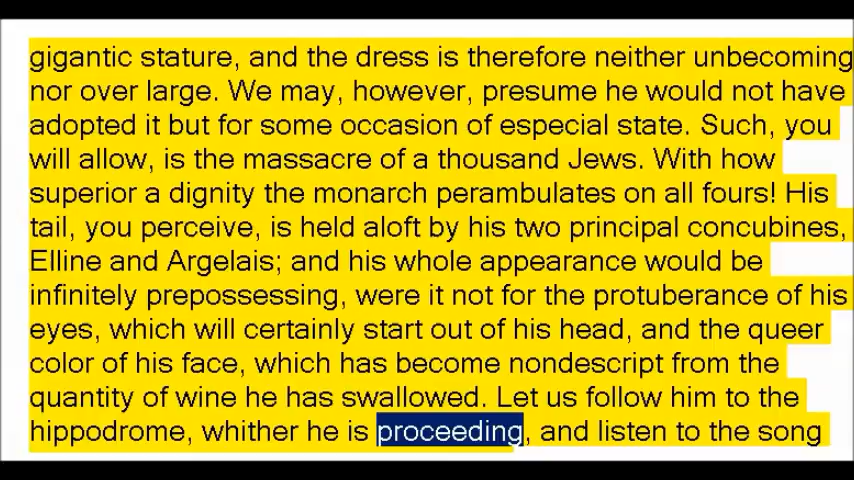 gigantic stature, and the dress is therefore neither unbecoming
nor over large. We may, however, presume he would not have
adopted it but for some occasion of especial state. Such, you
will allow, is the massacre of a thousand Jews. With how
superior a dignity the monarch perambulates on all fours! His
tail, you perceive, is held aloft by his two principal concubines,
Elline and Argelais; and his whole appearance would be
infinitely prepossessing, were it not for the protuberance of his
eyes, which will certainly start out of his head, and the queer
color of his face, which has become nondescript from the
quantity of wine he has swallowed. Let us follow him to the
hippodrome, whither he is proceeding, and listen to the song